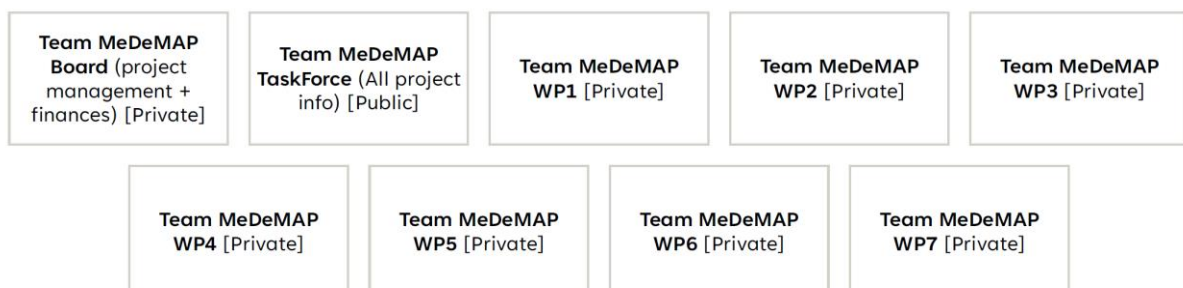 Team MeDeMAP
Board (project
management +
finances) [Private]
Team MeDeMAP
TaskForce (All project
info) [Public]
Team MeDeMAP
WP1 [Private]
Team MeDeMAP
WP2 [Private]
Team MeDeMAP
WP3 [Private]
Team MeDeMAP
WP4 [Private]
Team MeDeMAP
WP5 [Private]
Team MeDeMAP
WP6 [Private]
Team MeDeMAP
WP7 [Private]